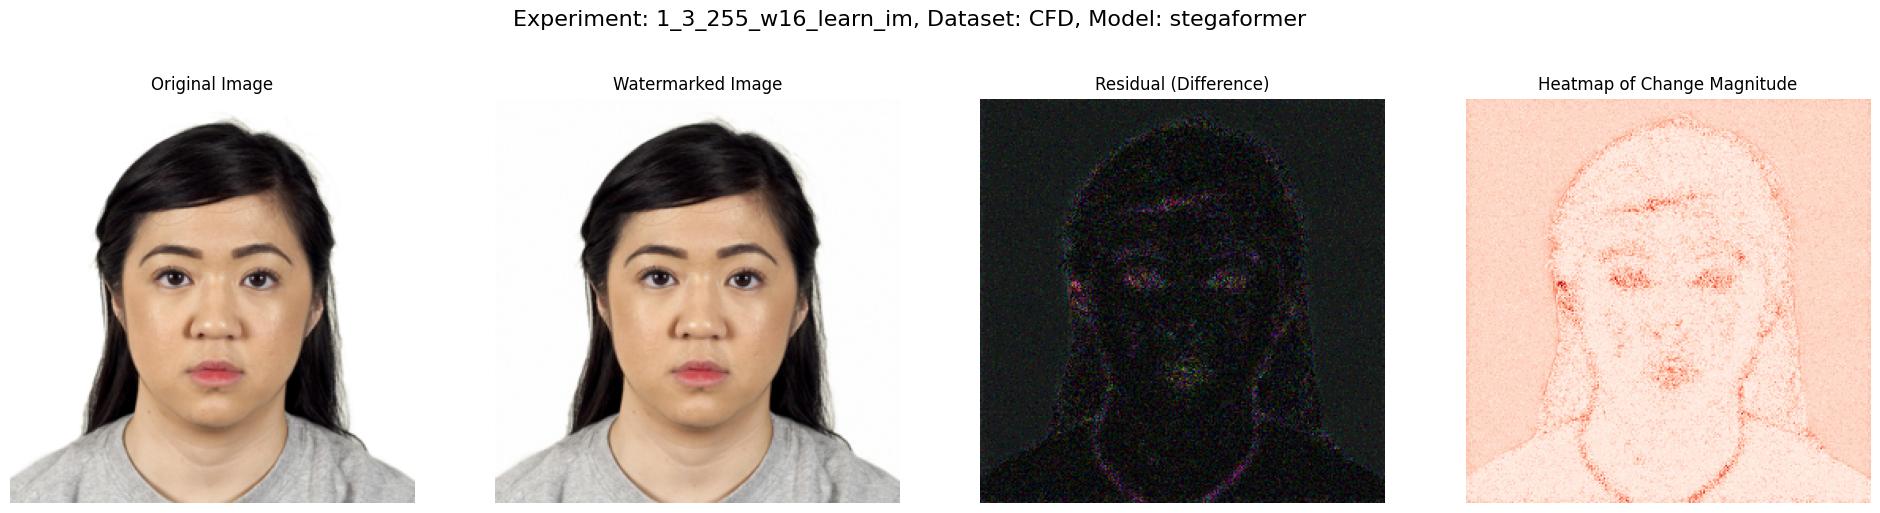 Experiment: 1_3_255_w16_learn_im, Dataset: CFD, Model: stegaformer
Original Image
Watermarked Image
Residual (Difference)
Heatmap of Change Magnitude